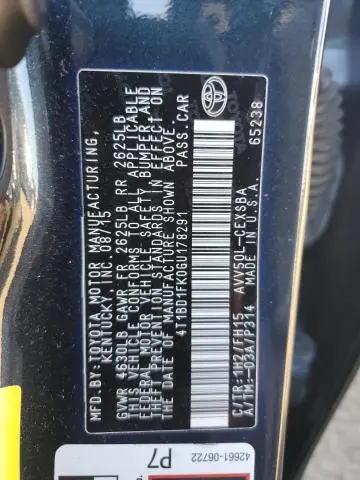 MFD.BY:TOYOTA MOTOR MANUFACTURING,
KENTUCKY, INC. 08/15
GVWR 4630LB GAWR FR 2625LB RR 2625LB
THIS VEHICLE CONFORMS TO ALL APPLICABLE
FEDERAL MOTOR VEHICLE SAFETY, BUMPER, AND
THEFT PREVENTION STANDARDS IN EFFECT ON
THE DATE OF MANUFACTURE SHOWN ABOVE.
4T1BD1FK0GU178291 PASS.CAR
C/TR:1H2/FH15 AVV50L-CEXSBA
A/TM:-03A/P314 MADE IN U.S.A.
65238
TOYOTA
42661-06722
P7